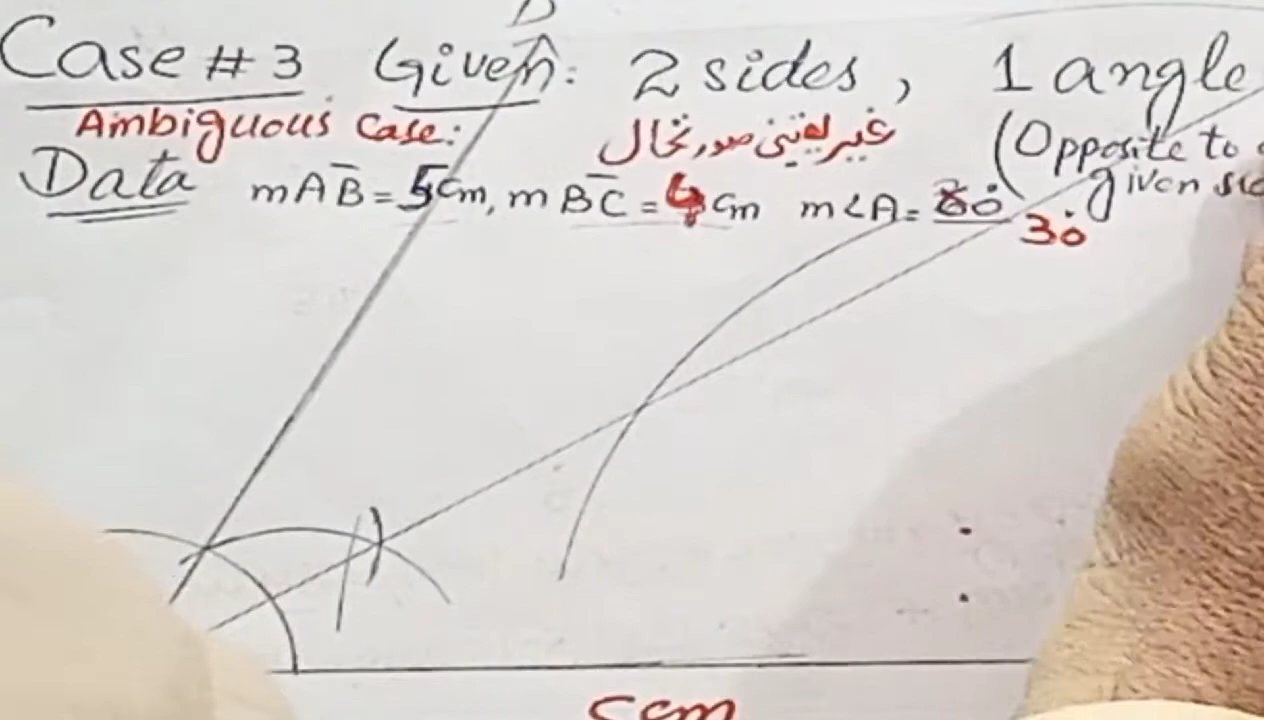 D
Case # 3 Given: 2 sides, 1 angle
Ambiguous Case: غیر یقینی صورتحال (Opposite to
Data mAB = 5cm, mBC = 4cm m∠A = 30° given
5cm